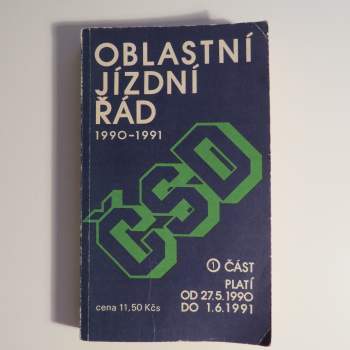 OBLASTNÍ
JÍZDNÍ
ŘÁD
1990-1991
ČSD
1 ČÁST
PLATÍ
OD 27.5.1990
DO 1.6.1991
cena 11,50 Kčs